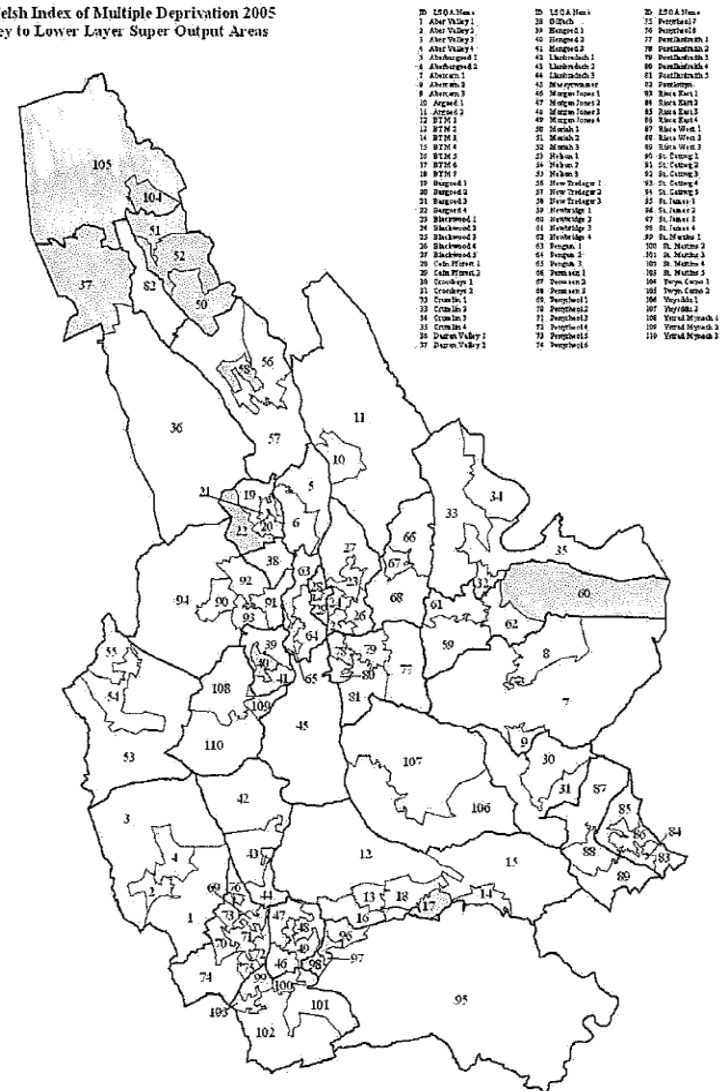 elsh Index of Multiple Deprivation 2005
ey to Lower Layer Super Output Areas
ID LSOA Name
1 Aber Valley 1
2 Aber Valley 2
3 Aber Valley 3
4 Aber Valley 4
5 Aberbargoed 1
6 Aberbargoed 2
7 Abercarn 1
8 Abercarn 2
9 Abercarn 3
10 Argoed 1
11 Argoed 2
12 BTM 1
13 BTM 2
14 BTM 3
15 BTM 4
16 BTM 5
17 BTM 6
18 BTM 7
19 Bargoed 1
20 Bargoed 2
21 Bargoed 3
22 Bargoed 4
23 Blackwood 1
24 Blackwood 2
25 Blackwood 3
26 Blackwood 4
27 Blackwood 5
28 Cefn Fforest 1
29 Cefn Fforest 2
30 Crosskeys 1
31 Crosskeys 2
32 Crumlin 1
33 Crumlin 2
34 Crumlin 3
35 Crumlin 4
36 Darren Valley 1
37 Darren Valley 2
ID LSOA Name
38 Gilfach
39 Hengoed 1
40 Hengoed 2
41 Hengoed 3
42 Llanbradach 1
43 Llanbradach 2
44 Llanbradach 3
45 Maesycwmmer
46 Morgan Jones 1
47 Morgan Jones 2
48 Morgan Jones 3
49 Morgan Jones 4
50 Moriah 1
51 Moriah 2
52 Moriah 3
53 Nelson 1
54 Nelson 2
55 Nelson 3
56 New Tredegar 1
57 New Tredegar 2
58 New Tredegar 3
59 Newbridge 1
60 Newbridge 2
61 Newbridge 3
62 Newbridge 4
63 Pengam 1
64 Pengam 2
65 Pengam 3
66 Penmaen 1
67 Penmaen 2
68 Penmaen 3
69 Penyrheol 1
70 Penyrheol 2
71 Penyrheol 3
72 Penyrheol 4
73 Penyrheol 5
74 Penyrheol 6
ID LSOA Name
75 Penyrheol 7
76 Penyrheol 8
77 Pontllanfraith 1
78 Pontllanfraith 2
79 Pontllanfraith 3
80 Pontllanfraith 4
81 Pontllanfraith 5
82 Pontlottyn
83 Risca East 1
84 Risca East 2
85 Risca East 3
86 Risca East 4
87 Risca West 1
88 Risca West 2
89 Risca West 3
90 St. Cattwg 1
91 St. Cattwg 2
92 St. Cattwg 3
93 St. Cattwg 4
94 St. Cattwg 5
95 St. James 1
96 St. James 2
97 St. James 3
98 St. James 4
99 St. Martins 1
100 St. Martins 2
101 St. Martins 3
102 St. Martins 4
103 St. Martins 5
104 Twyn Carno 1
105 Twyn Carno 2
106 Ynysddu 1
107 Ynysddu 2
108 Ystrad Mynach 1
109 Ystrad Mynach 2
110 Ystrad Mynach 3
105
104
51
52
37
82
50
56
58
36
57
11
10
21
19
5
34
33
22
20
6
27
66
35
38
63
67
32
92
23
60
94
90
91
68
61
26
93
62
64
59
55
39
79
8
40
41
65
80
54
108
109
81
7
45
9
53
110
107
30
31
87
42
106
3
85
86
84
43
12
15
88
83
4
89
2
69
76
44
13
18
17
14
1
73
47
16
70
71
48
96
49
74
46
98
97
99
100
95
103
101
102